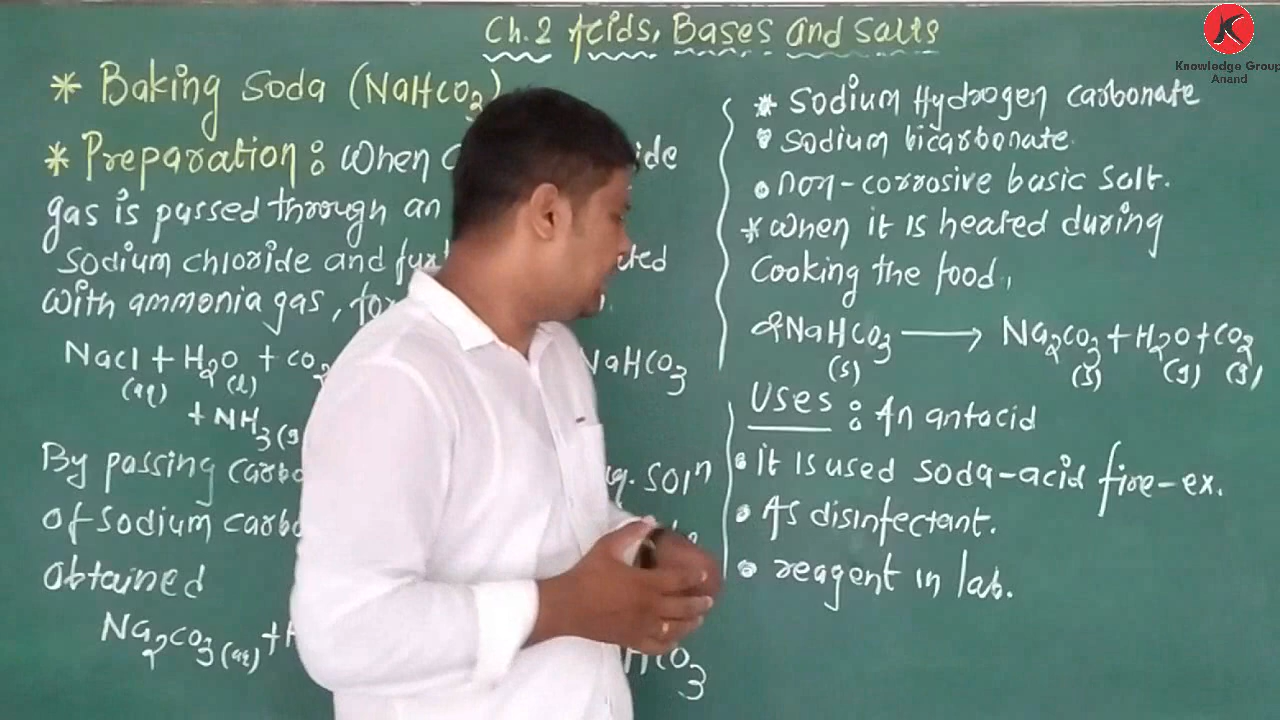 Ch.2 Acids, Bases and Salts
K
Knowledge Group
Anand
* Baking Soda (NaHCO3)
* Preparation : When
gas is passed through an
Sodium chloride and
with ammonia gas,
NaCl + H2O + CO2 NaHCO3
(aq) (l)
+ NH3(g
By passing aq. soln
of sodium
obtained
Na2CO3(aq) + HCO3
* Sodium Hydrogen carbonate
• Sodium bicarbonate.
• non-corrosive basic salt.
* When it is heated during
cooking the food,
2NaHCO3 ⟶ Na2CO3 + H2O + CO2
(s) (s) (g) (g)
Uses : An antacid
• it is used soda-acid fire-ex.
• As disinfectant.
• reagent in lab.